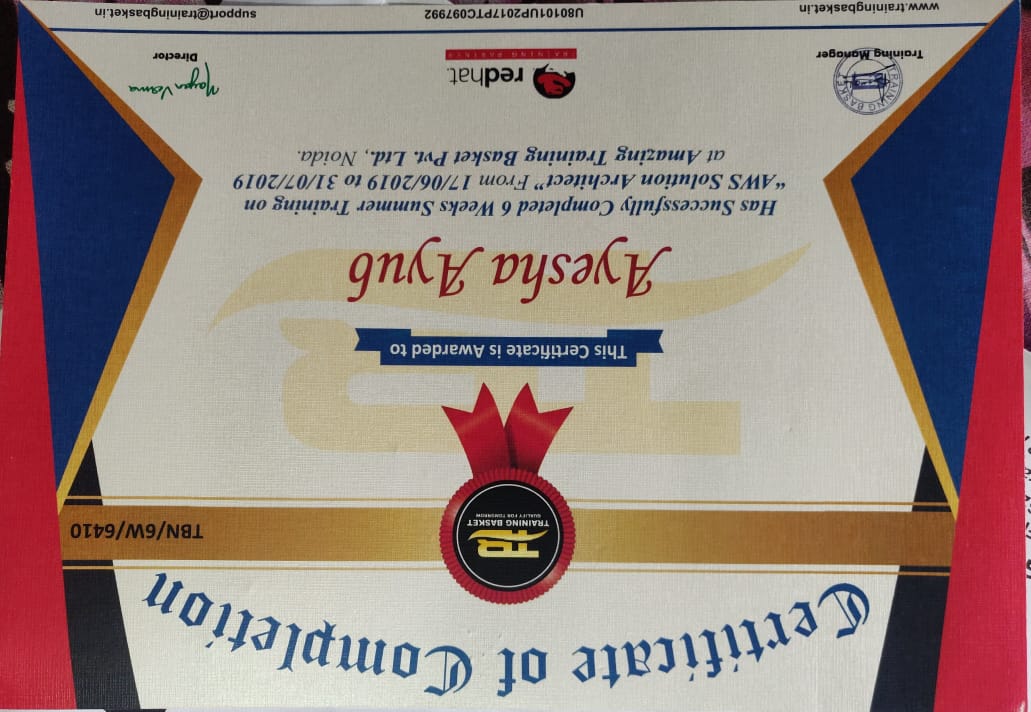 Certificate of Completion
TR
TRAINING BASKET
QUALIFY FOR TOMORROW
TBN/6W/6410
This Certificate is Awarded to
Ayesha Ayub
Has Successfully Completed 6 Weeks Summer Training on
“AWS Solution Architect” From 17/06/2019 to 31/07/2019
at Amazing Training Basket Pvt. Ltd., Noida.
TRAINING BASKET
redhat.
TRAINING PARTNER
Nayan Verma
Training Manager
Director
www.trainingbasket.in
U80101UP2017PTC097992
support@trainingbasket.in